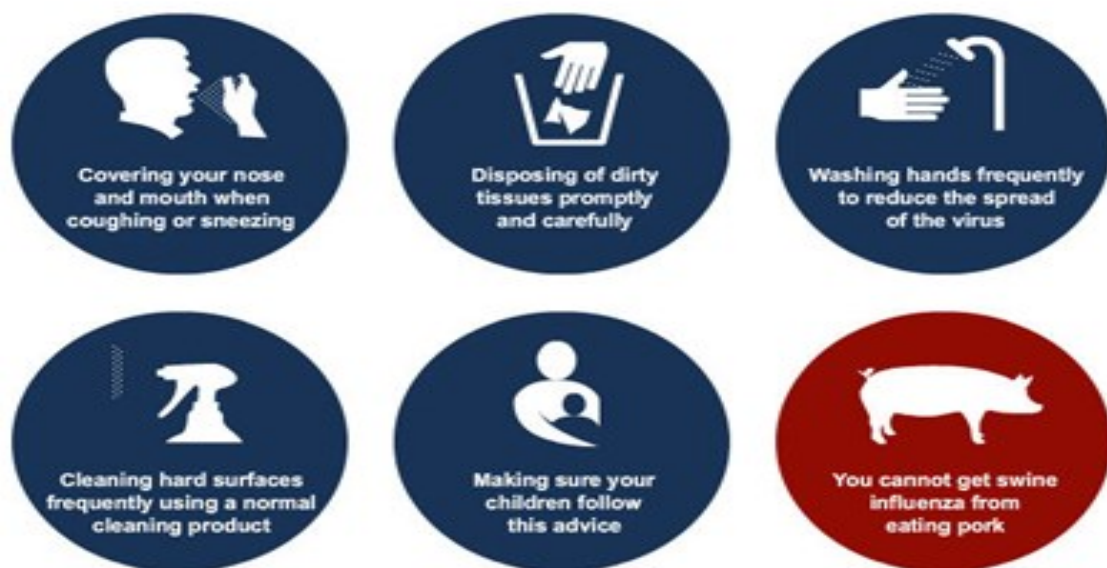 Covering your nose
and mouth when
coughing or sneezing
Disposing of dirty
tissues promptly
and carefully
Washing hands frequently
to reduce the spread
of the virus
Cleaning hard surfaces
frequently using a normal
cleaning product
Making sure your
children follow
this advice
You cannot get swine
influenza from
eating pork